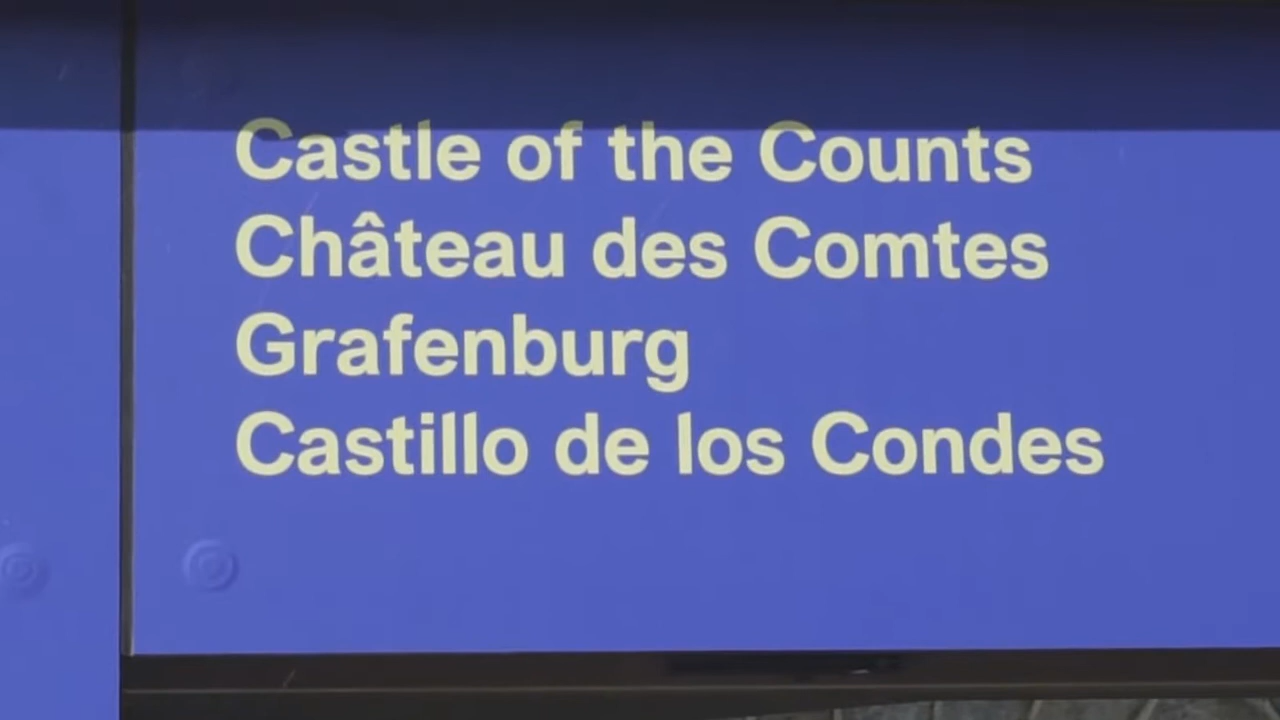 Castle of the Counts
Château des Comtes
Grafenburg
Castillo de los Condes